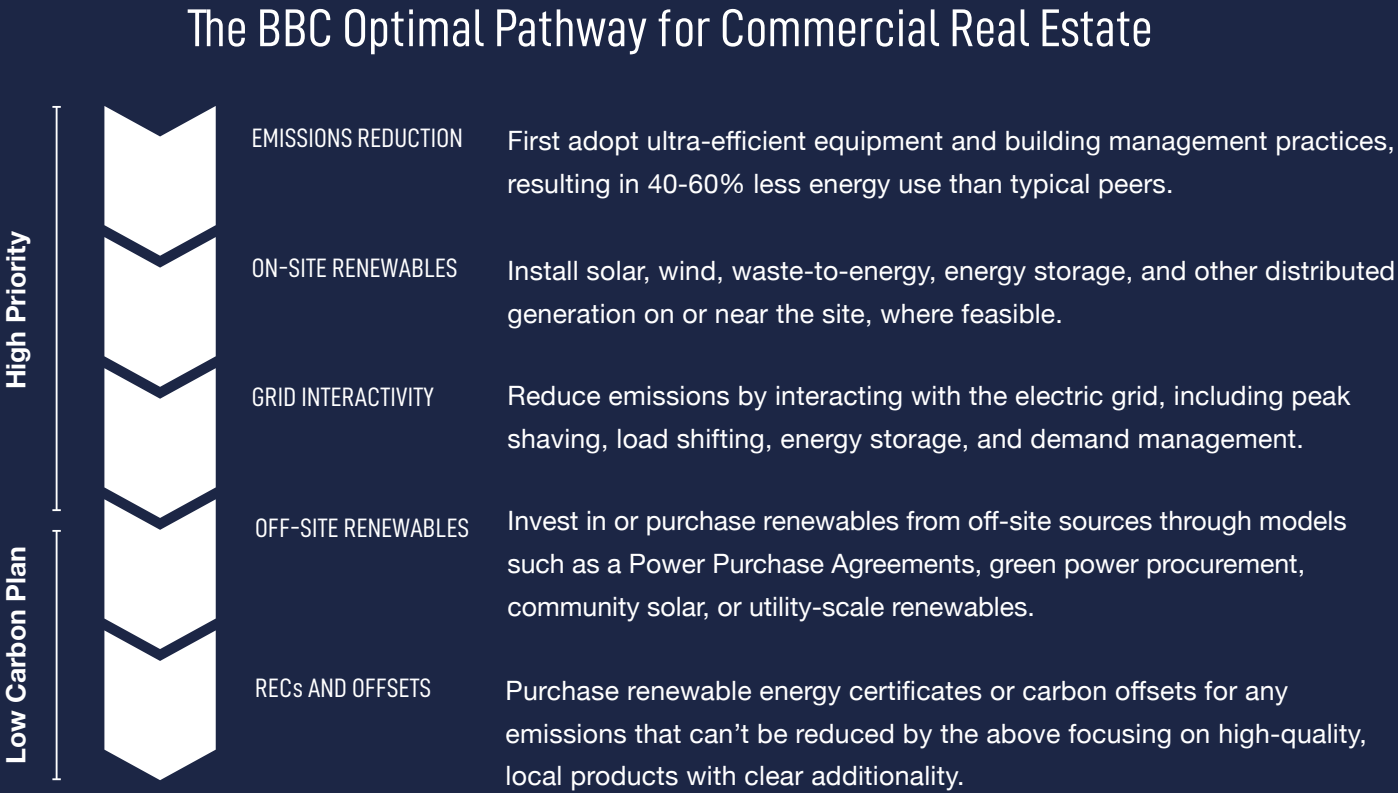 The BBC Optimal Pathway for Commercial Real Estate
High Priority
EMISSIONS REDUCTION
First adopt ultra-efficient equipment and building management practices,
resulting in 40-60% less energy use than typical peers.
ON-SITE RENEWABLES
Install solar, wind, waste-to-energy, energy storage, and other distributed
generation on or near the site, where feasible.
GRID INTERACTIVITY
Reduce emissions by interacting with the electric grid, including peak
shaving, load shifting, energy storage, and demand management.
Low Carbon Plan
OFF-SITE RENEWABLES
Invest in or purchase renewables from off-site sources through models
such as a Power Purchase Agreements, green power procurement,
community solar, or utility-scale renewables.
RECs AND OFFSETS
Purchase renewable energy certificates or carbon offsets for any
emissions that can’t be reduced by the above focusing on high-quality,
local products with clear additionality.